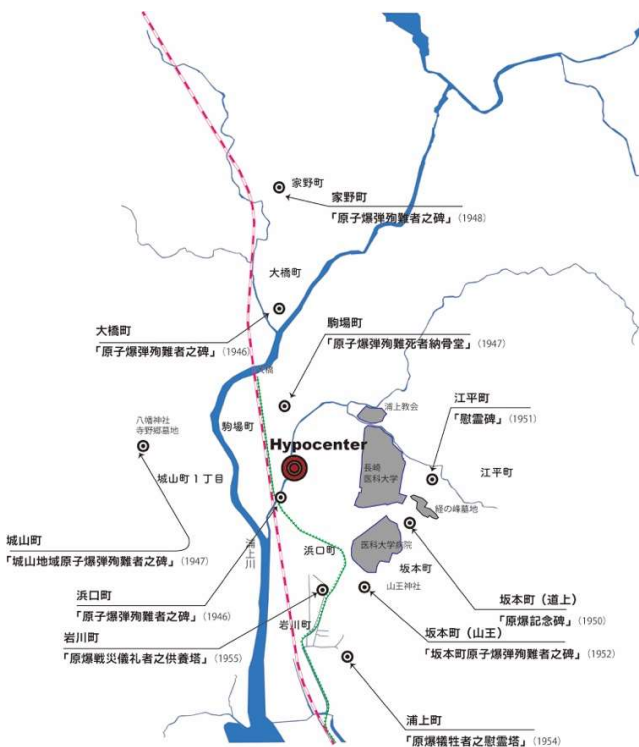 家野町
家野町
「原子爆弾殉難者之碑」(1948)
大橋町
大橋町
「原子爆弾殉難者之碑」(1946)
駒場町
「原子爆弾殉難死者納骨堂」(1947)
大橋
浦上教会
江平町
「慰霊碑」(1951)
八幡神社
寺野郷墓地
駒場町
Hypocenter
長崎
医科大学
江平町
城山町1丁目
経の峰墓地
城山町
「城山地域原子爆弾殉難者之碑」(1947)
浦上川
浜口町
医科大学病院
坂本町
山王神社
浜口町
「原子爆弾殉難者之碑」(1946)
坂本町(道上)
「原爆記念碑」(1950)
岩川町
「原爆戦災儀礼者之供養塔」(1955)
岩川町
坂本町(山王)
「坂本町原子爆弾殉難者之碑」(1952)
浦上町
「原爆犠牲者之慰霊塔」(1954)